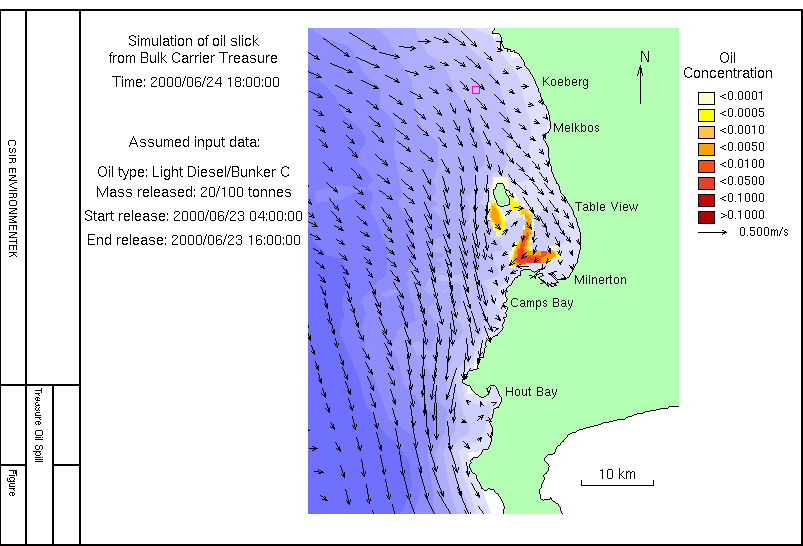 Simulation of oil slick
from Bulk Carrier Treasure
Time: 2000/06/24 18:00:00
Assumed input data:
Oil type: Light Diesel/Bunker C
Mass released: 20/100 tonnes
Start release: 2000/06/23 04:00:00
End release: 2000/06/23 16:00:00
CSIR ENVIRONMENTEK
Treasure Oil Spill
Figure
N
Koeberg
Melkbos
Table View
Milnerton
Camps Bay
Hout Bay
10 km
Oil
Concentration
<0.0001
<0.0005
<0.0010
<0.0050
<0.0100
<0.0500
<0.1000
>0.1000
0.500m/s